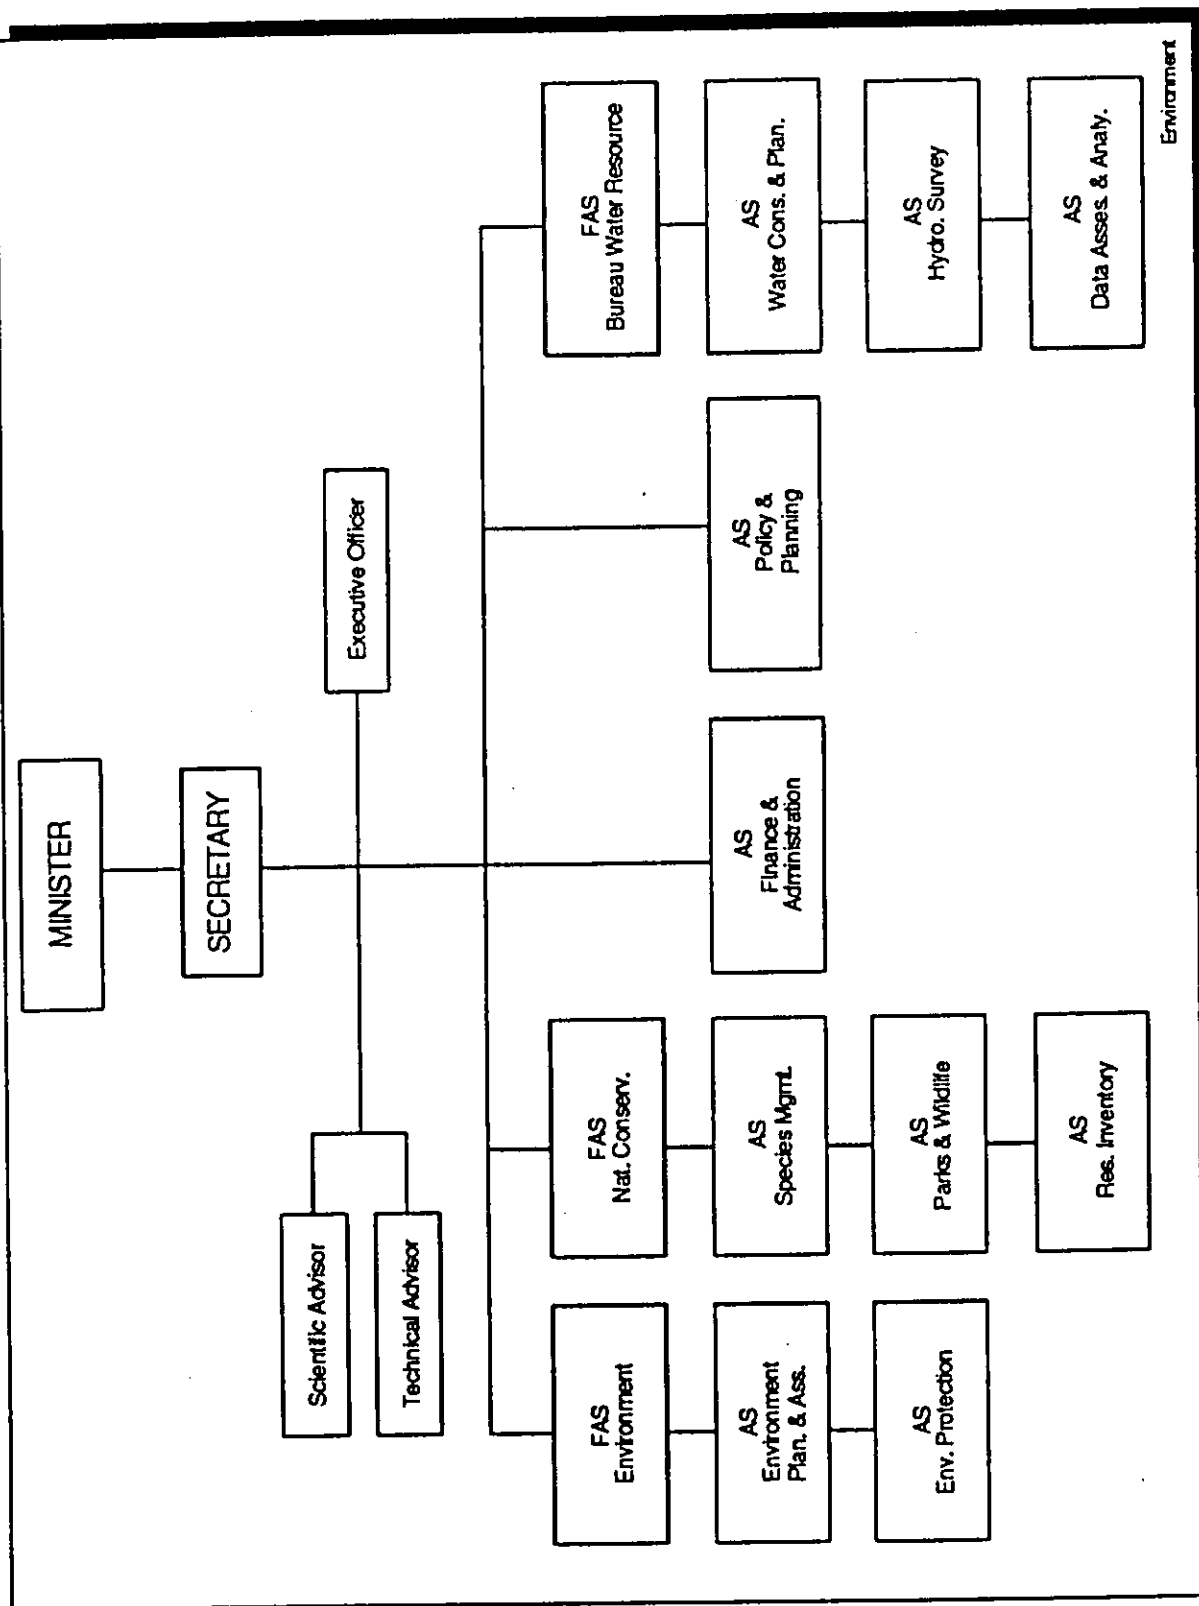 MINISTER
SECRETARY
Executive Officer
Scientific Advisor
Technical Advisor
FAS
Environment
AS
Environment
Plan. & Ass.
AS
Env. Protection
FAS
Nat. Conserv.
AS
Species Mgmt.
AS
Parks & Wildlife
AS
Res. Inventory
AS
Finance &
Administration
AS
Policy &
Planning
FAS
Bureau Water Resource
AS
Water Cons. & Plan.
AS
Hydro. Survey
AS
Data Asses. & Analy.
Environment